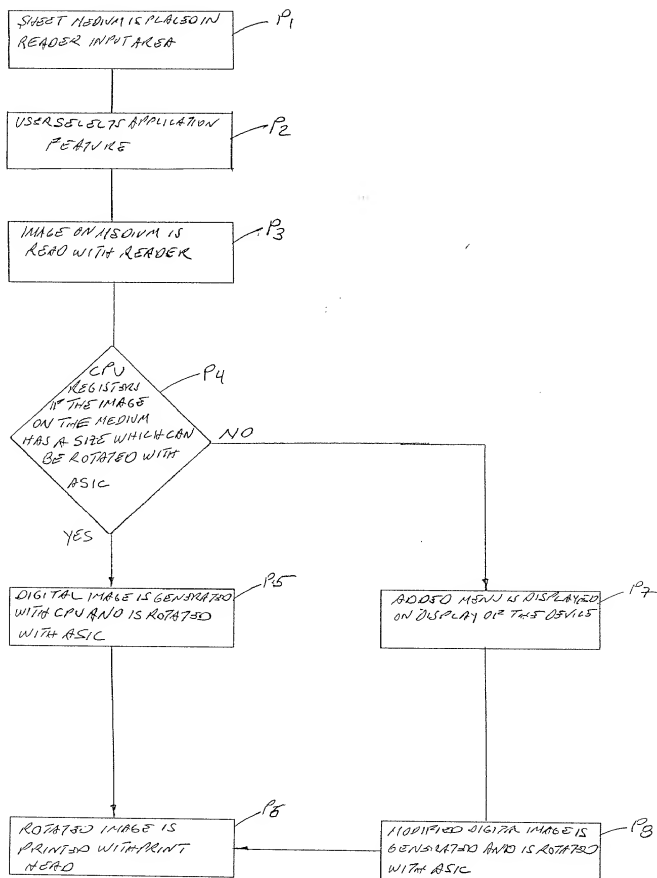 SHEET MEDIUM IS PLACED IN
READER INPUT AREA
P1
USER SELECTS APPLICATION
FEATURE
P2
IMAGE ON MEDIUM IS
READ WITH READER
P3
CPU
REGISTERS
IF THE IMAGE
ON THE MEDIUM
HAS A SIZE WHICH CAN
BE ROTATED WITH
ASIC
P4
NO
YES
DIGITAL IMAGE IS GENERATED
WITH CPU AND IS ROTATED
WITH ASIC
P5
ADDED MENU IS DISPLAYED
ON DISPLAY OF THE DEVICE
P7
ROTATED IMAGE IS
PRINTED WITH PRINT
HEAD
P6
MODIFIED DIGITAL IMAGE IS
GENERATED AND IS ROTATED
WITH ASIC
P8